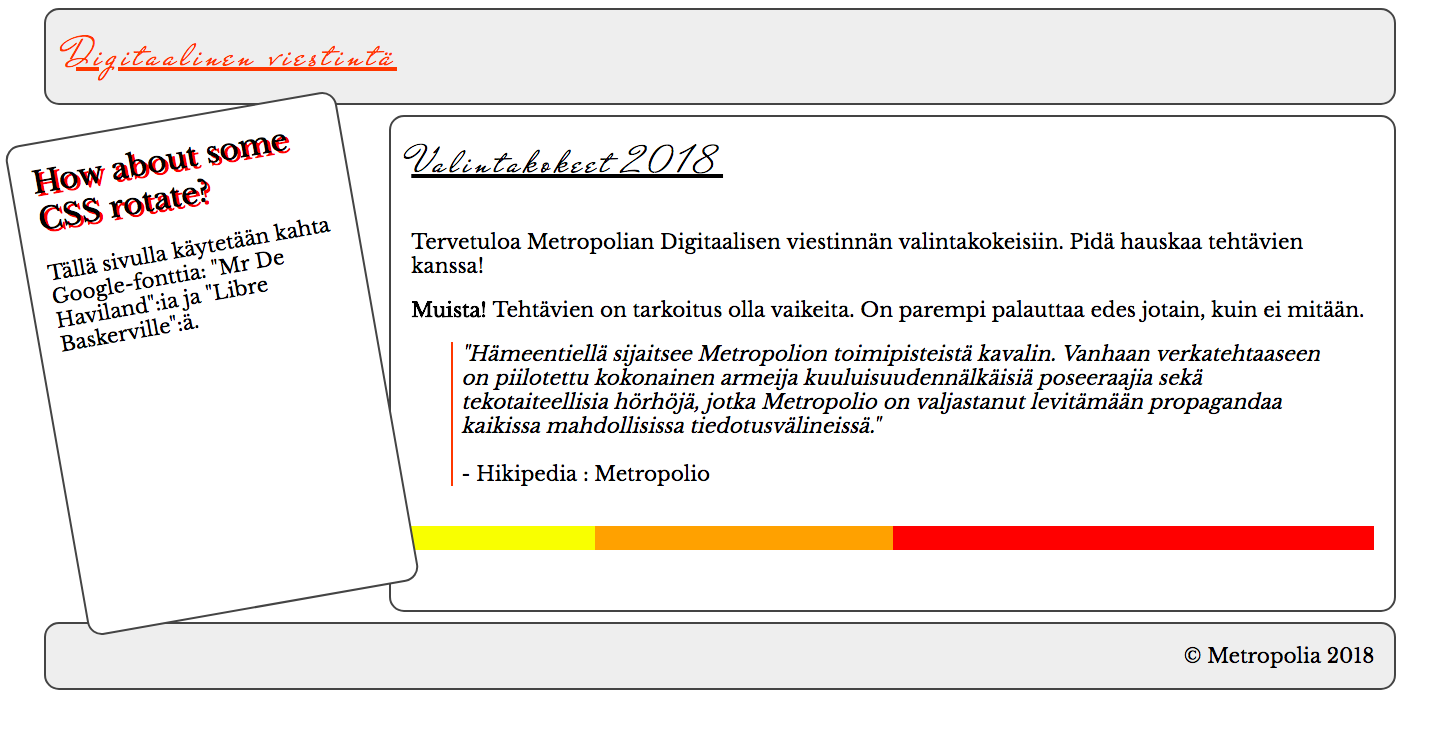 Digitaalinen viestintä
How about some
CSS rotate?
Tällä sivulla käytetään kahta
Google-fonttia: "Mr De
Haviland":ia ja "Libre
Baskerville":ä.
Valintakokeet 2018
Tervetuloa Metropolian Digitaalisen viestinnän valintakokeisiin. Pidä hauskaa tehtävien
kanssa!
Muista! Tehtävien on tarkoitus olla vaikeita. On parempi palauttaa edes jotain, kuin ei mitään.
"Hämeentiellä sijaitsee Metropolion toimipisteistä kavalin. Vanhaan verkatehtaaseen
on piilotettu kokonainen armeija kuuluisuudennälkäisiä poseeraajia sekä
tekotaiteellisia hörhöjä, jotka Metropolio on valjastanut levitämään propagandaa
kaikissa mahdollisissa tiedotusvälineissä."
- Hikipedia : Metropolio
© Metropolia 2018